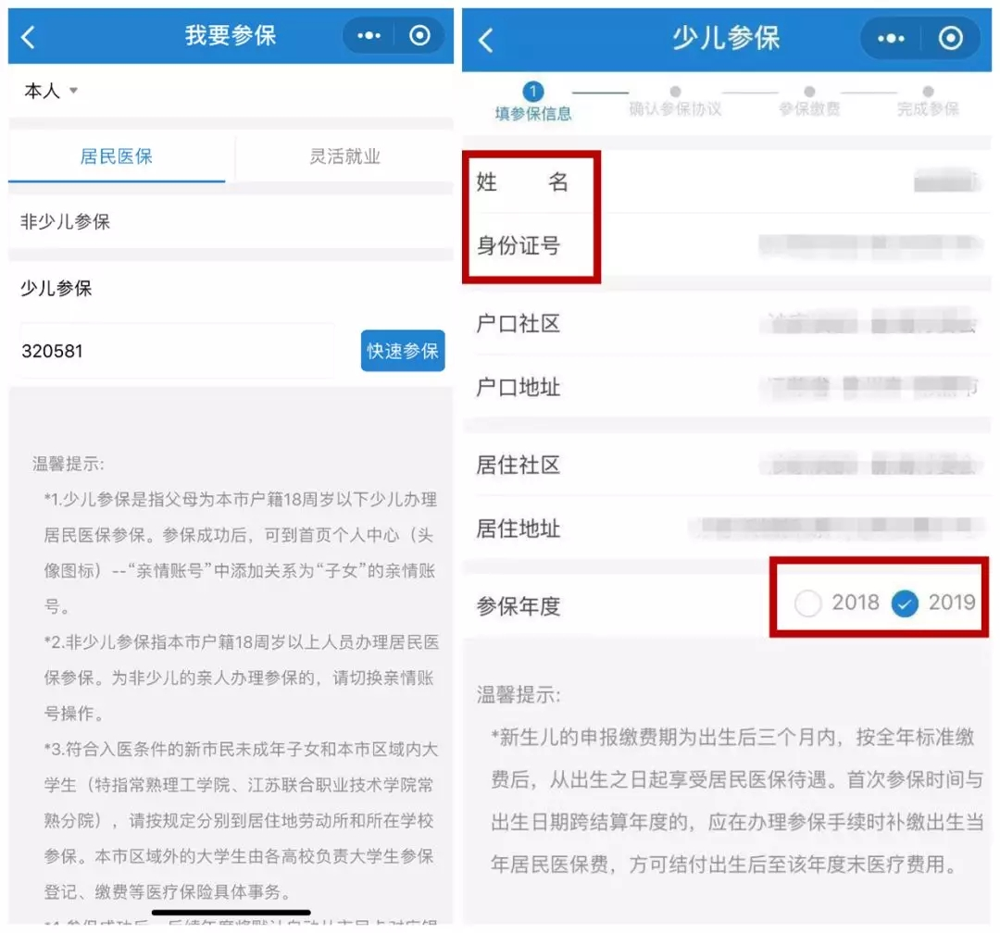 我要参保
本人
居民医保
灵活就业
非少儿参保
少儿参保
320581
快速参保
温馨提示:
*1.少儿参保是指父母为本市户籍18周岁以下少儿办理
居民医保参保。参保成功后，可到首页个人中心（头
像图标）--“亲情账号”中添加关系为“子女”的亲情账
号。
*2.非少儿参保指本市户籍18周岁以上人员办理居民医
保参保。为非少儿的亲人办理参保的，请切换亲情账
号操作。
*3.符合入医条件的新市民未成年子女和本市区域内大
学生（特指常熟理工学院、江苏联合职业技术学院常
熟分院），请按规定分别到居住地劳动所和所在学校
参保。本市区域外的大学生由各高校负责大学生参保
登记、缴费等医疗保险具体事务。
少儿参保
1
填参保信息
确认参保协议
参保缴费
完成参保
姓 名
身份证号
户口社区
户口地址
居住社区
居住地址
参保年度
2018
2019
温馨提示:
*新生儿的申报缴费期为出生后三个月内，按全年标准缴
费后，从出生之日起享受居民医保待遇。首次参保时间与
出生日期跨结算年度的，应在办理参保手续时补缴出生当
年居民医保费，方可结付出生后至该年度末医疗费用。